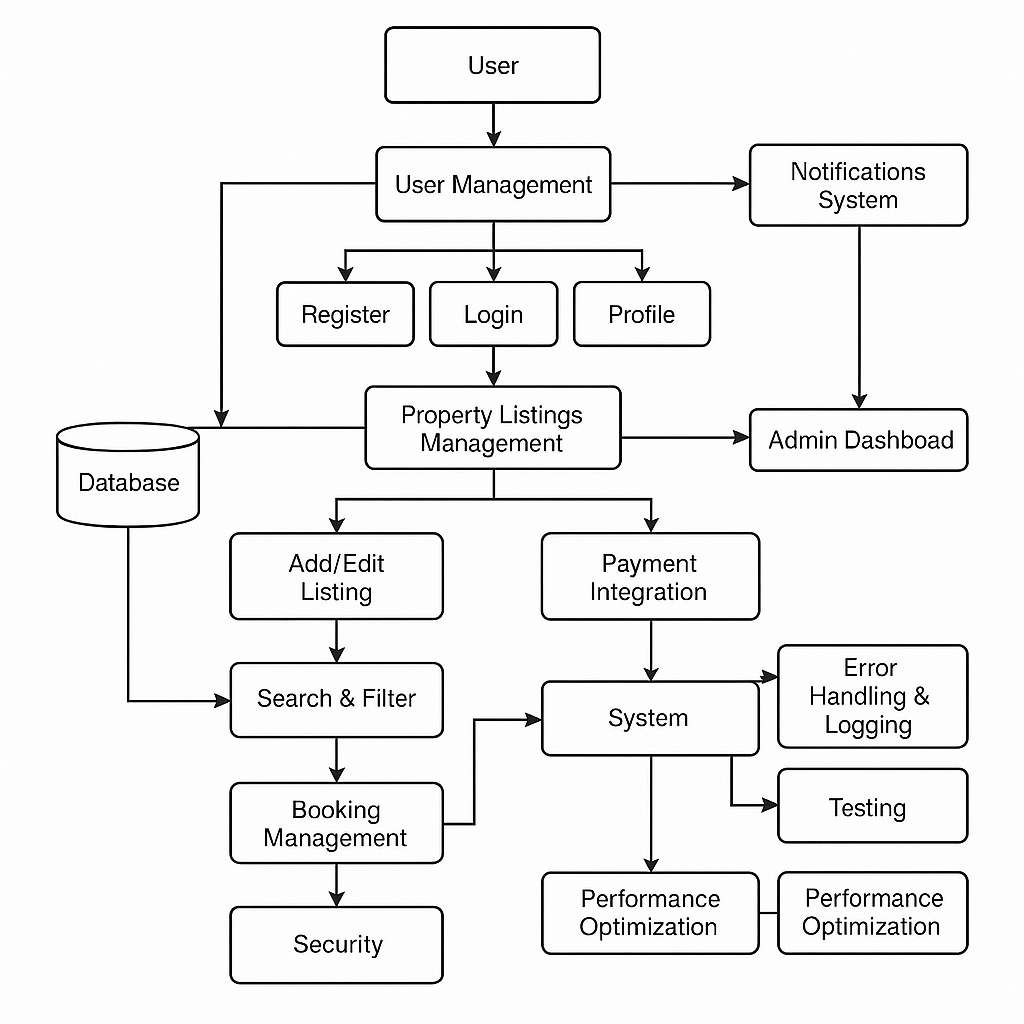 User
User Management
Notifications
System
Register
Login
Profile
Property Listings
Management
Admin Dashboad
Database
Add/Edit
Listing
Payment
Integration
Search & Filter
System
Error
Handling &
Logging
Booking
Management
Testing
Security
Performance
Optimization
Performance
Optimization